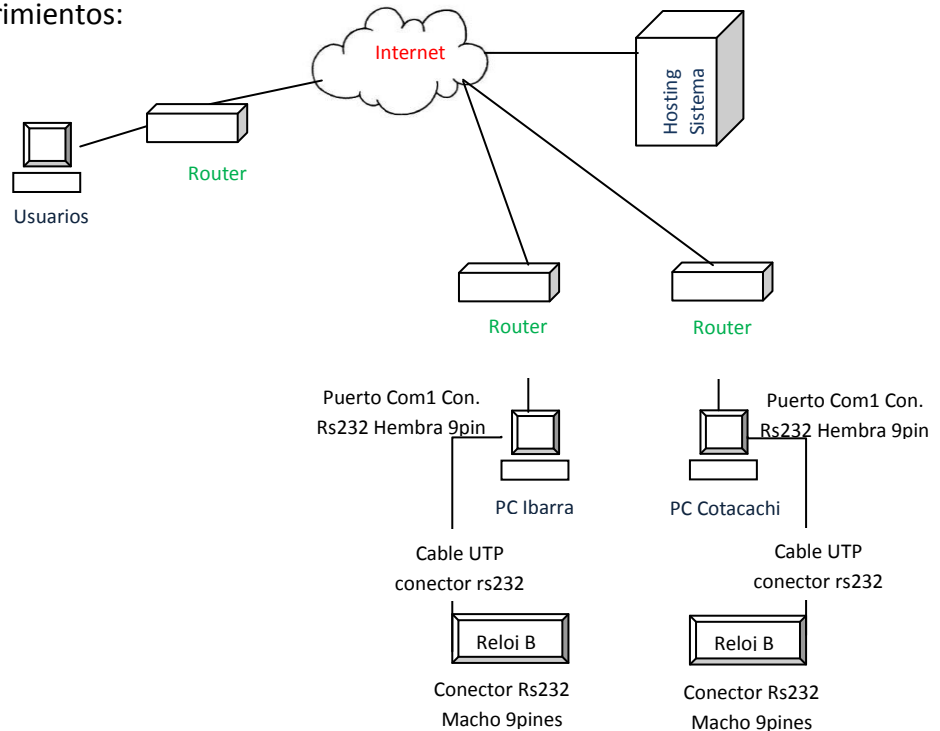 rimientos:
Internet
Hosting
Sistema
Router
Usuarios
Router
Router
Puerto Com1 Con.
Rs232 Hembra 9pin
Puerto Com1 Con.
Rs232 Hembra 9pin
PC Ibarra
PC Cotacachi
Cable UTP
conector rs232
Cable UTP
conector rs232
Reloj B
Reloj B
Conector Rs232
Macho 9pines
Conector Rs232
Macho 9pines